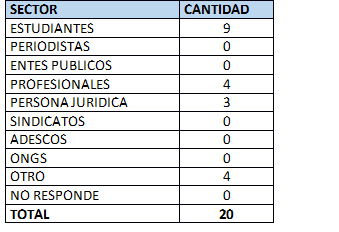 SECTOR CANTIDAD
ESTUDIANTES 9
PERIODISTAS 0
ENTES PUBLICOS 0
PROFESIONALES 4
PERSONA JURIDICA 3
SINDICATOS 0
ADESCOS 0
ONGS 0
OTRO 4
NO RESPONDE 0
TOTAL 20